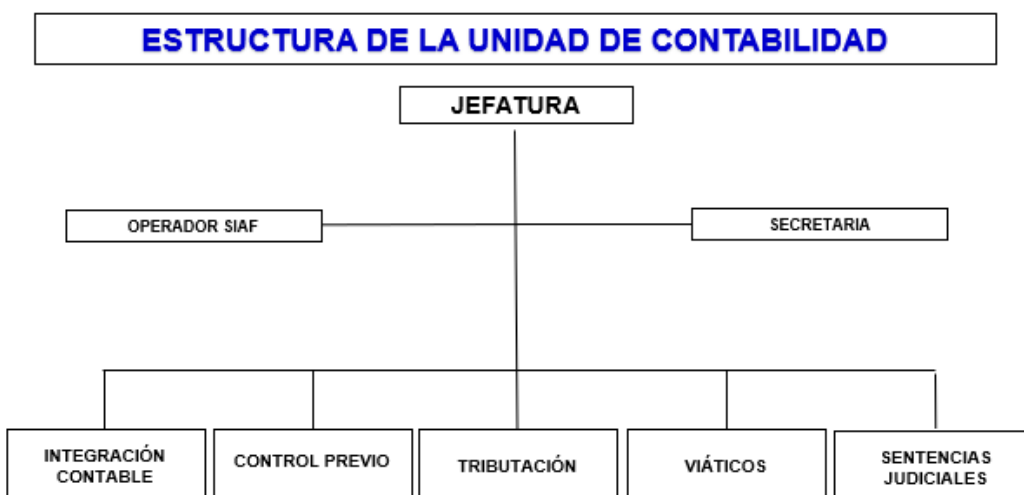 ESTRUCTURA DE LA UNIDAD DE CONTABILIDAD
JEFATURA
OPERADOR SIAF
SECRETARIA
INTEGRACIÓN
CONTABLE
CONTROL PREVIO
TRIBUTACIÓN
VIÁTICOS
SENTENCIAS
JUDICIALES